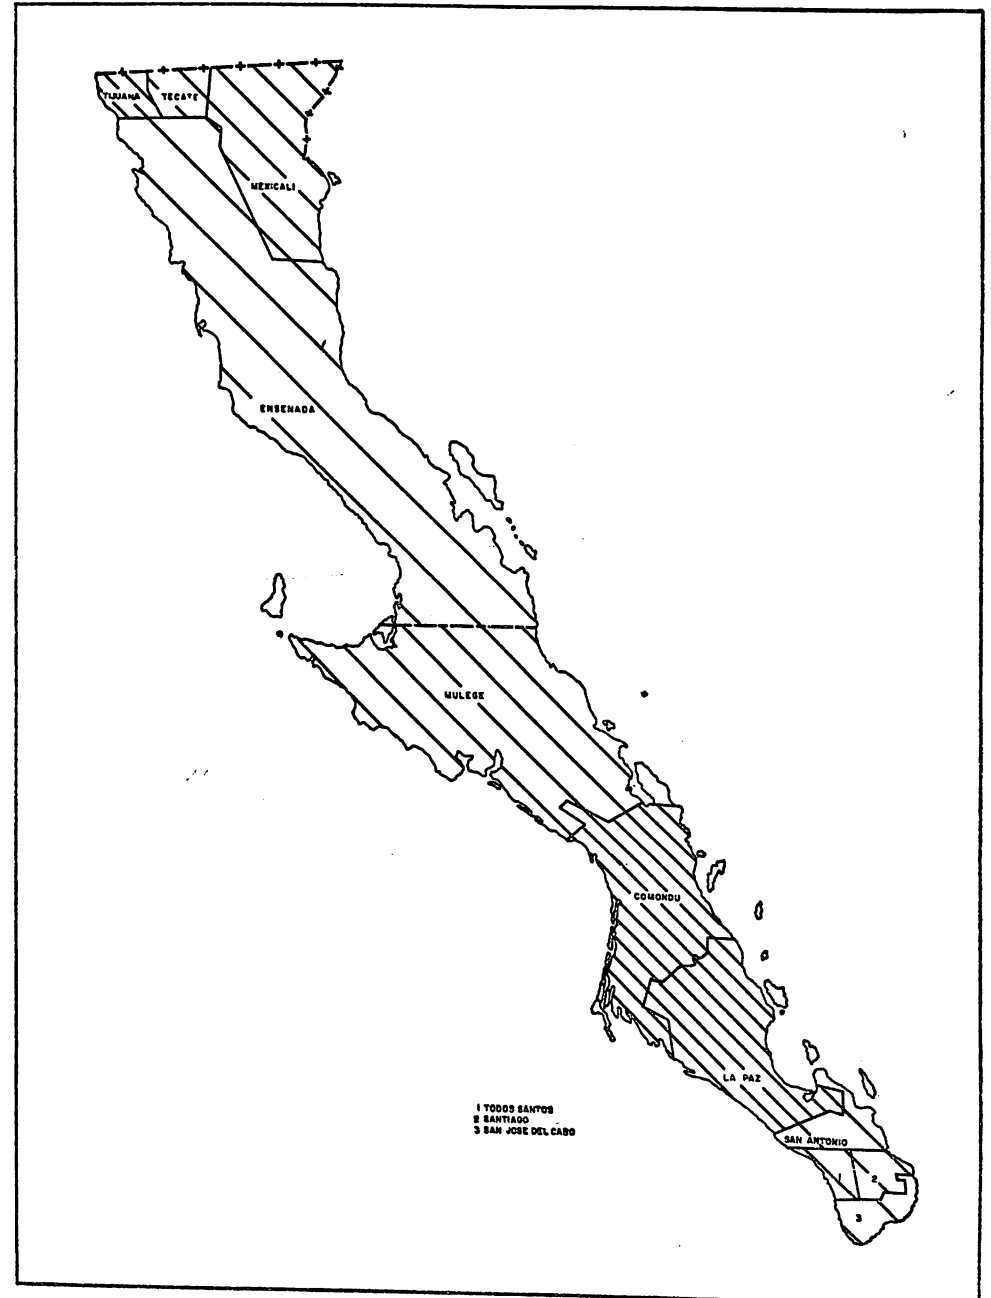 TIJUANA
TECATE
MEXICALI
ENSENADA
MULEGE
COMONDU
LA PAZ
1 TODOS SANTOS
2 SANTIAGO
3 SAN JOSE DEL CABO
SAN ANTONIO
1
2
3